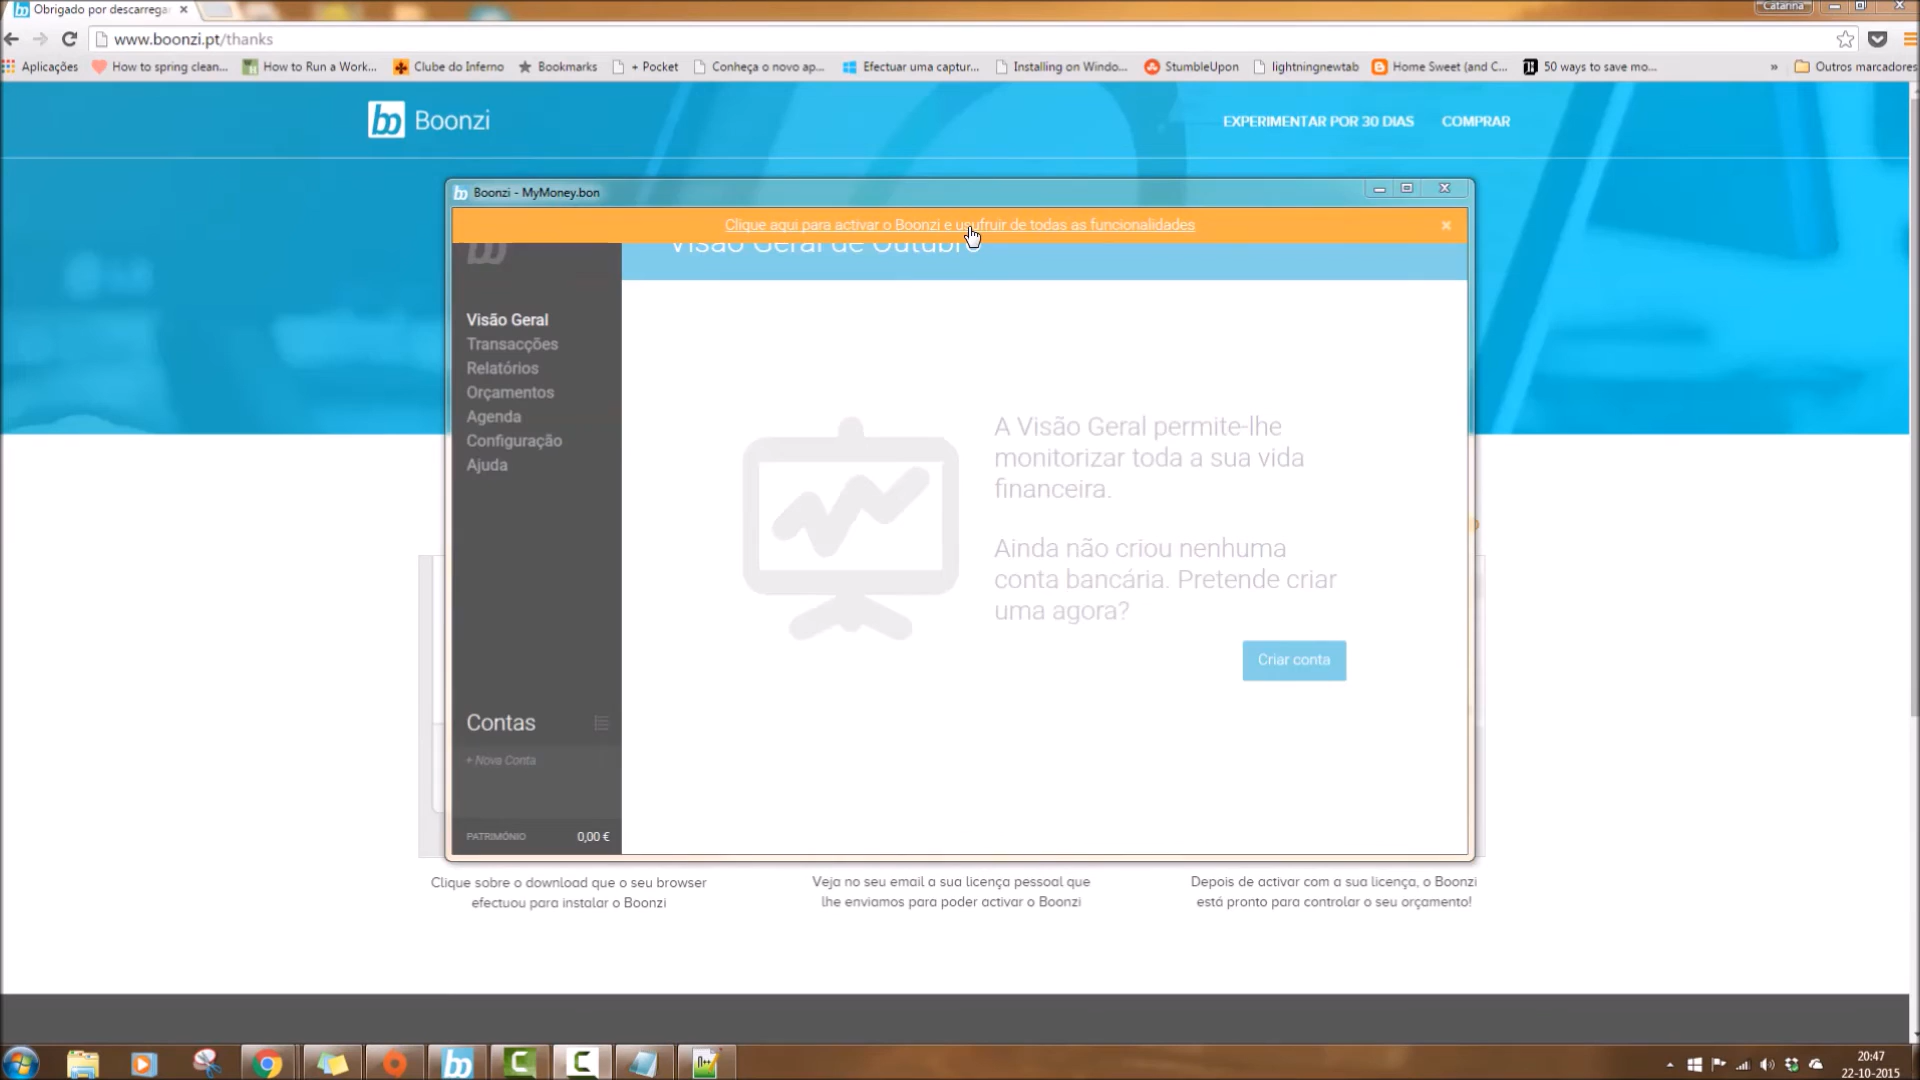 Obrigado por descarrega
Catarina
www.boonzi.pt/thanks
Aplicações
How to spring clean...
How to Run a Work...
Clube do Inferno
Bookmarks
+ Pocket
Conheça o novo ap...
Efectuar uma captur...
Installing on Windo...
StumbleUpon
lightningnewtab
Home Sweet (and C...
50 ways to save mo...
»
Outros marcadores
Boonzi
EXPERIMENTAR POR 30 DIAS
COMPRAR
Boonzi - MyMoney.bon
Clique aqui para activar o Boonzi e usufruir de todas as funcionalidades
Visão Geral de Outubro
Visão Geral
Transacções
Relatórios
Orçamentos
Agenda
Configuração
Ajuda
A Visão Geral permite-lhe
monitorizar toda a sua vida
financeira.
Ainda não criou nenhuma
conta bancária. Pretende criar
uma agora?
Criar conta
Contas
+ Nova Conta
PATRIMÓNIO
0,00 €
Clique sobre o download que o seu browser
efectuou para instalar o Boonzi
Veja no seu email a sua licença pessoal que
lhe enviamos para poder activar o Boonzi
Depois de activar com a sua licença, o Boonzi
está pronto para controlar o seu orçamento!
20:47
22-10-2015